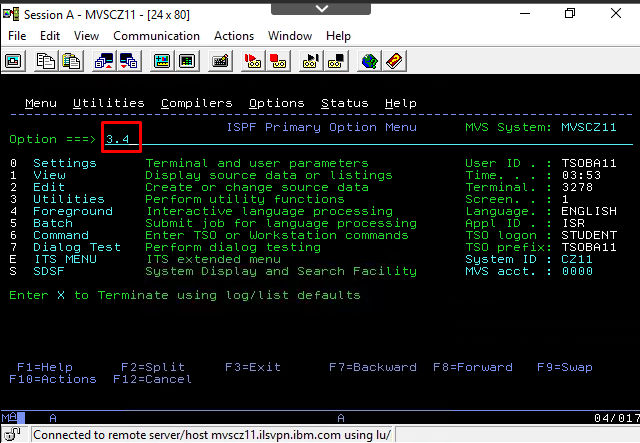 Session A - MVSCZ11 - [24 x 80]
File Edit View Communication Actions Window Help
Menu Utilities Compilers Options Status Help
ISPF Primary Option Menu MVS System: MVSCZ11
Option ===> 3.4
0 Settings Terminal and user parameters User ID . : TSOBA11
1 View Display source data or listings Time. . . : 03:53
2 Edit Create or change source data Terminal. : 3278
3 Utilities Perform utility functions Screen. . : 1
4 Foreground Interactive language processing Language. : ENGLISH
5 Batch Submit job for language processing Appl ID . : ISR
6 Command Enter TSO or Workstation commands TSO logon : STUDENT
7 Dialog Test Perform dialog testing TSO prefix: TSOBA11
E ITS MENU ITS extended menu System ID : CZ11
S SDSF System Display and Search Facility MVS acct. : 0000
Enter X to Terminate using log/list defaults
F1=Help F2=Split F3=Exit F7=Backward F8=Forward F9=Swap
F10=Actions F12=Cancel
MA A A 04/017
Connected to remote server/host mvscz11.ilsvpn.ibm.com using lu/